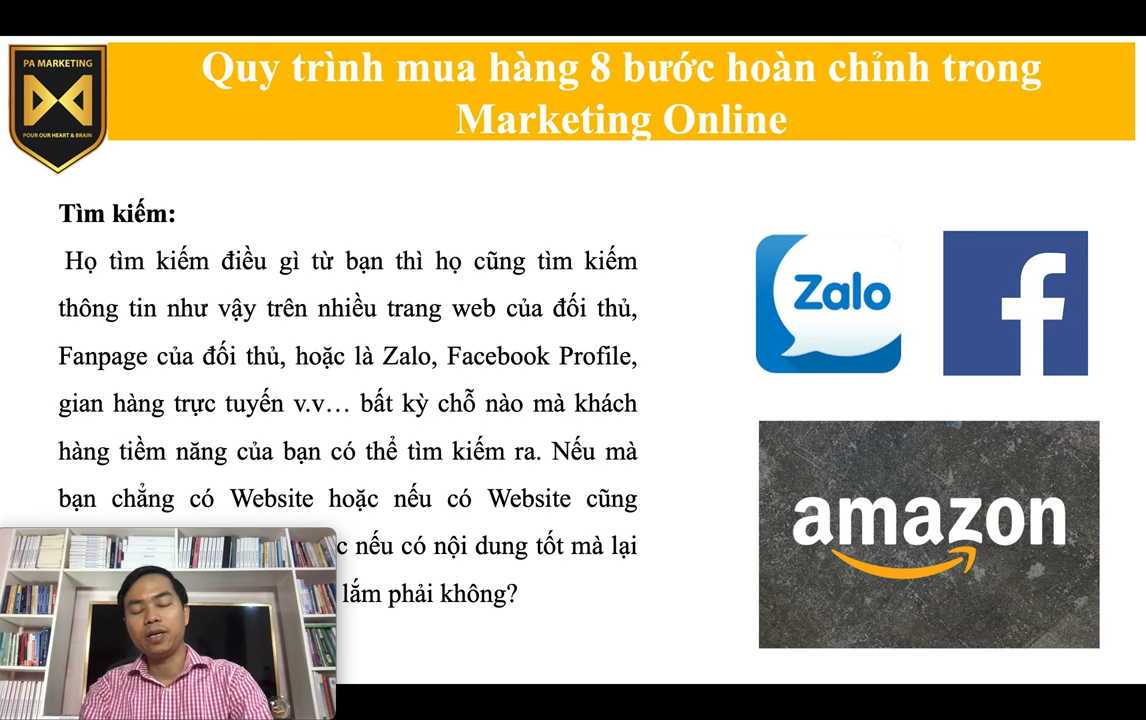 PA MARKETING
POUR OUR HEART & BRAIN
Quy trình mua hàng 8 bước hoàn chỉnh trong
Marketing Online
Tìm kiếm:
Họ tìm kiếm điều gì từ bạn thì họ cũng tìm kiếm
thông tin như vậy trên nhiều trang web của đối thủ,
Fanpage của đối thủ, hoặc là Zalo, Facebook Profile,
gian hàng trực tuyến v.v… bất kỳ chỗ nào mà khách
hàng tiềm năng của bạn có thể tìm kiếm ra. Nếu mà
bạn chẳng có Website hoặc nếu có Website cũng
c nếu có nội dung tốt mà lại
lắm phải không?
Zalo
f
amazon